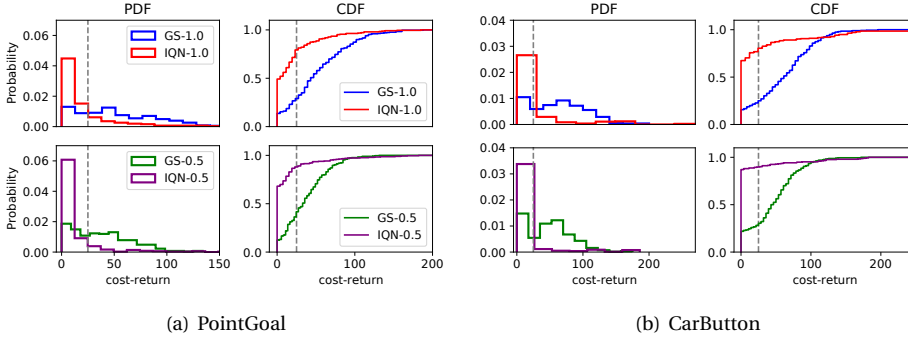 PDF
CDF
PDF
CDF
Probability
0.06
0.04
0.02
0.00
GS-1.0
IQN-1.0
1.0
0.5
0.0
GS-1.0
IQN-1.0
0.04
0.03
0.01
0.00
1.0
0.5
0.0
Probability
0.06
0.04
0.02
0.00
0
50
100
150
cost-return
GS-0.5
IQN-0.5
1.0
0.5
0.0
0
100
200
cost-return
GS-0.5
IQN-0.5
0.04
0.03
0.01
0.00
0
100
200
cost-return
1.0
0.5
0.0
0
100
200
cost-return
(a) PointGoal
(b) CarButton